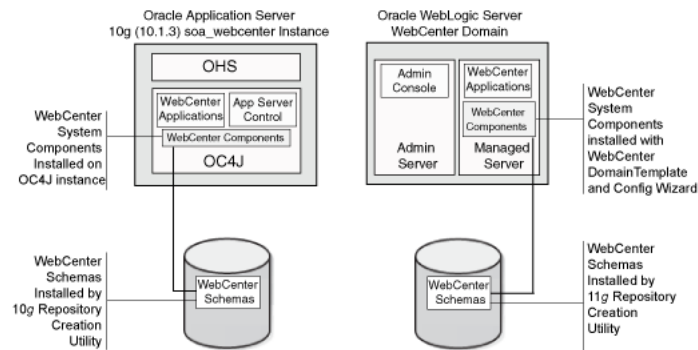 Oracle Application Server
10g (10.1.3) soa_webcenter Instance
OHS
WebCenter
Applications
App Server
Control
WebCenter Components
OC4J
WebCenter
System
Components
Installed on
OC4J instance
WebCenter
Schemas
Installed by
10g Repository
Creation
Utility
WebCenter
Schemas
Oracle WebLogic Server
WebCenter Domain
Admin
Console
Admin
Server
WebCenter
Applications
WebCenter
Components
Managed
Server
WebCenter
System
Components
installed with
WebCenter
DomainTemplate
and Config Wizard
WebCenter
Schemas
WebCenter
Schemas
Installed by
11g Repository
Creation
Utility